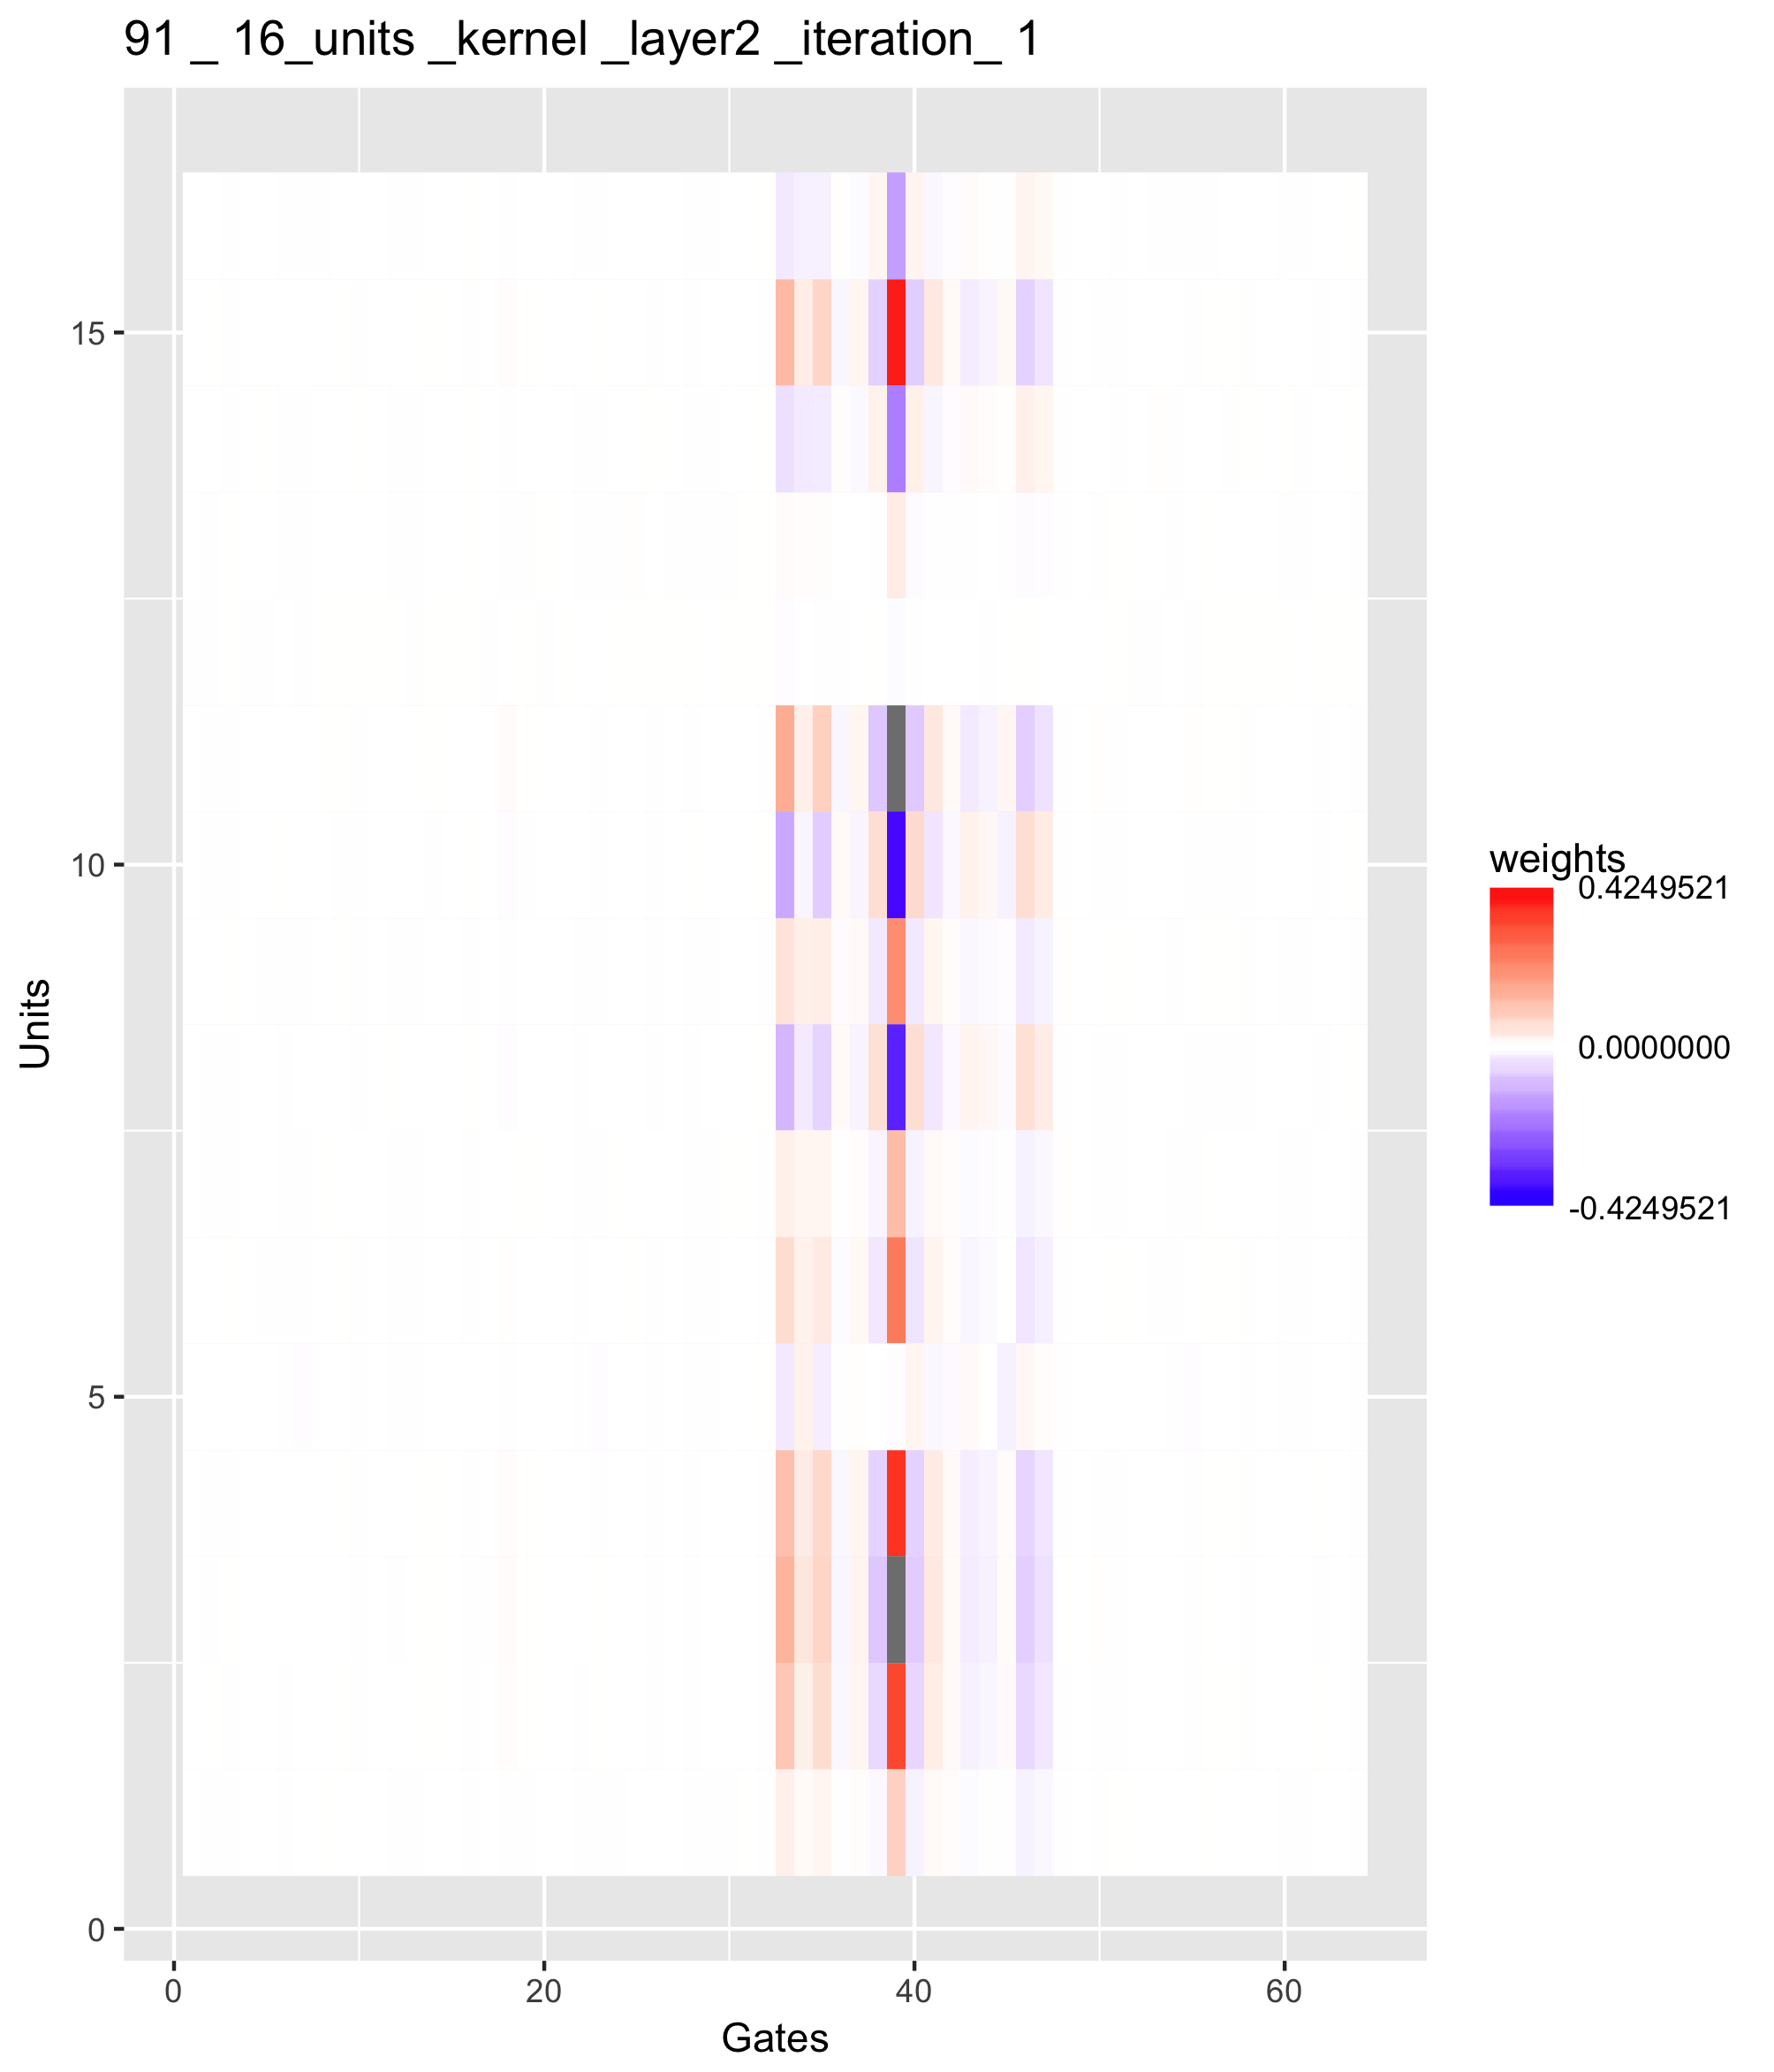 91 _ 16_units _kernel _layer2 _iteration_ 1
15
10
5
0
Units
0 20 40 60
Gates
weights
0.4249521
0.0000000
-0.4249521